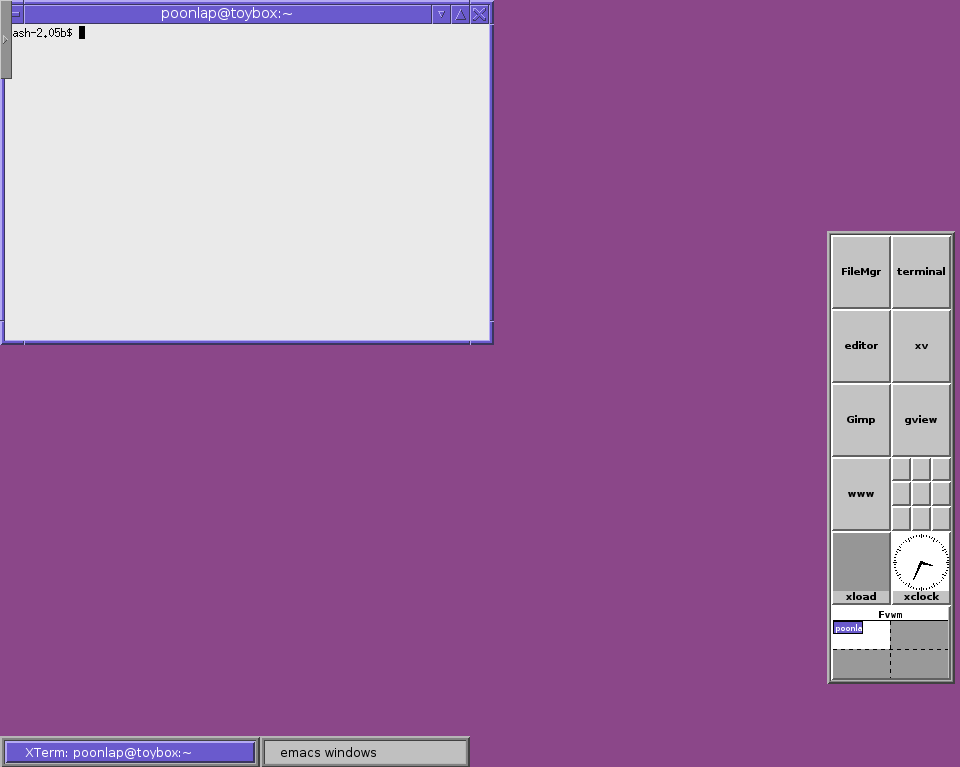 poonlap@toybox:~
ash-2.05b$
FileMgr terminal
editor xv
Gimp gview
www
xload xclock
Fvwm
poonla
XTerm: poonlap@toybox:~ emacs windows